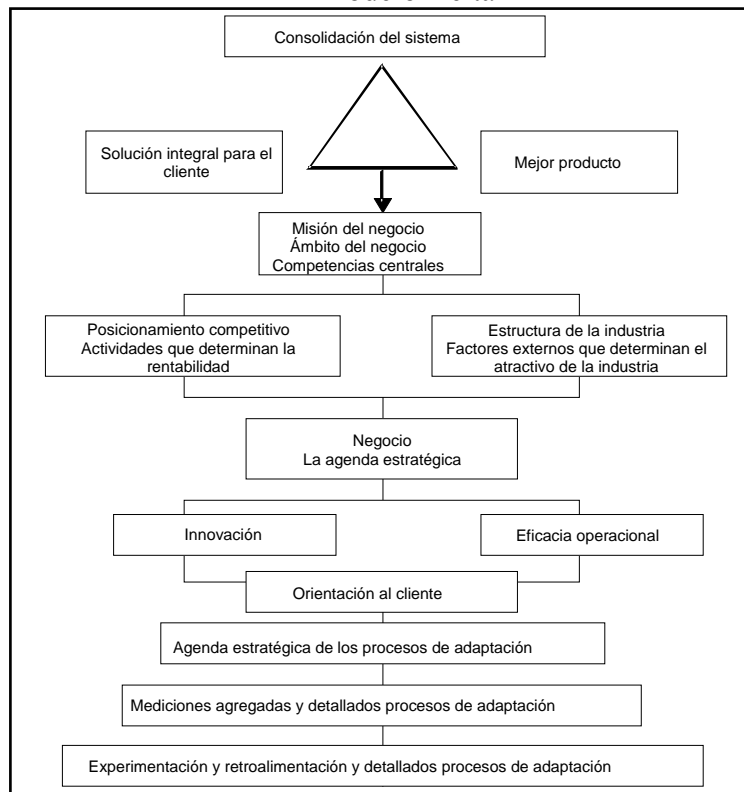 Consolidación del sistema
Solución integral para el
cliente
Mejor producto
Misión del negocio
Ámbito del negocio
Competencias centrales
Posicionamiento competitivo
Actividades que determinan la
rentabilidad
Estructura de la industria
Factores externos que determinan el
atractivo de la industria
Negocio
La agenda estratégica
Innovación
Eficacia operacional
Orientación al cliente
Agenda estratégica de los procesos de adaptación
Mediciones agregadas y detallados procesos de adaptación
Experimentación y retroalimentación y detallados procesos de adaptación